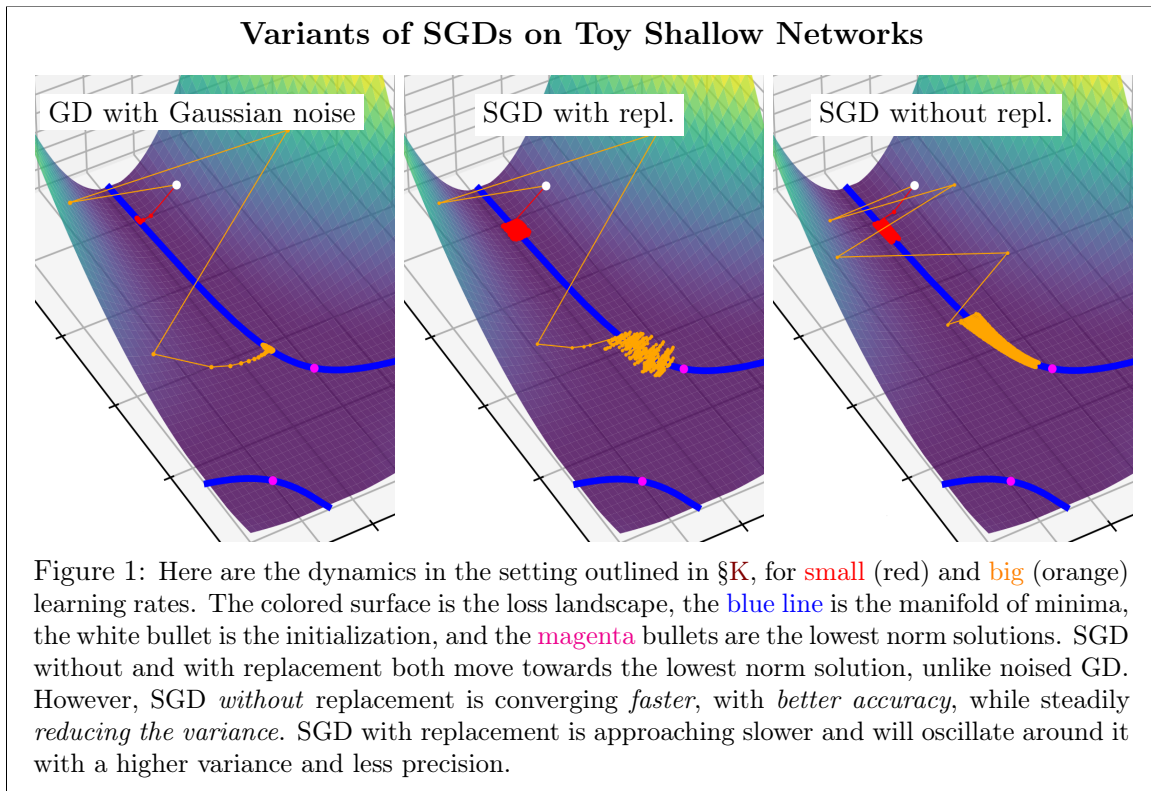 Variants of SGDs on Toy Shallow Networks
GD with Gaussian noise
SGD with repl.
SGD without repl.
Figure 1: Here are the dynamics in the setting outlined in §K, for small (red) and big (orange)
learning rates. The colored surface is the loss landscape, the blue line is the manifold of minima,
the white bullet is the initialization, and the magenta bullets are the lowest norm solutions. SGD
without and with replacement both move towards the lowest norm solution, unlike noised GD.
However, SGD without replacement is converging faster, with better accuracy, while steadily
reducing the variance. SGD with replacement is approaching slower and will oscillate around it
with a higher variance and less precision.